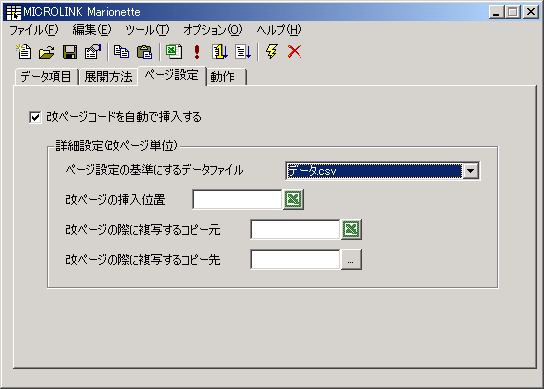 MICROLINK Marionette
ファイル(F) 編集(E) ツール(T) オプション(O) ヘルプ(H)
データ項目 展開方法 ページ設定 動作
改ページコードを自動で挿入する
詳細設定(改ページ単位)
ページ設定の基準にするデータファイル データ.csv
改ページの挿入位置
改ページの際に複写するコピー元
改ページの際に複写するコピー先 ...